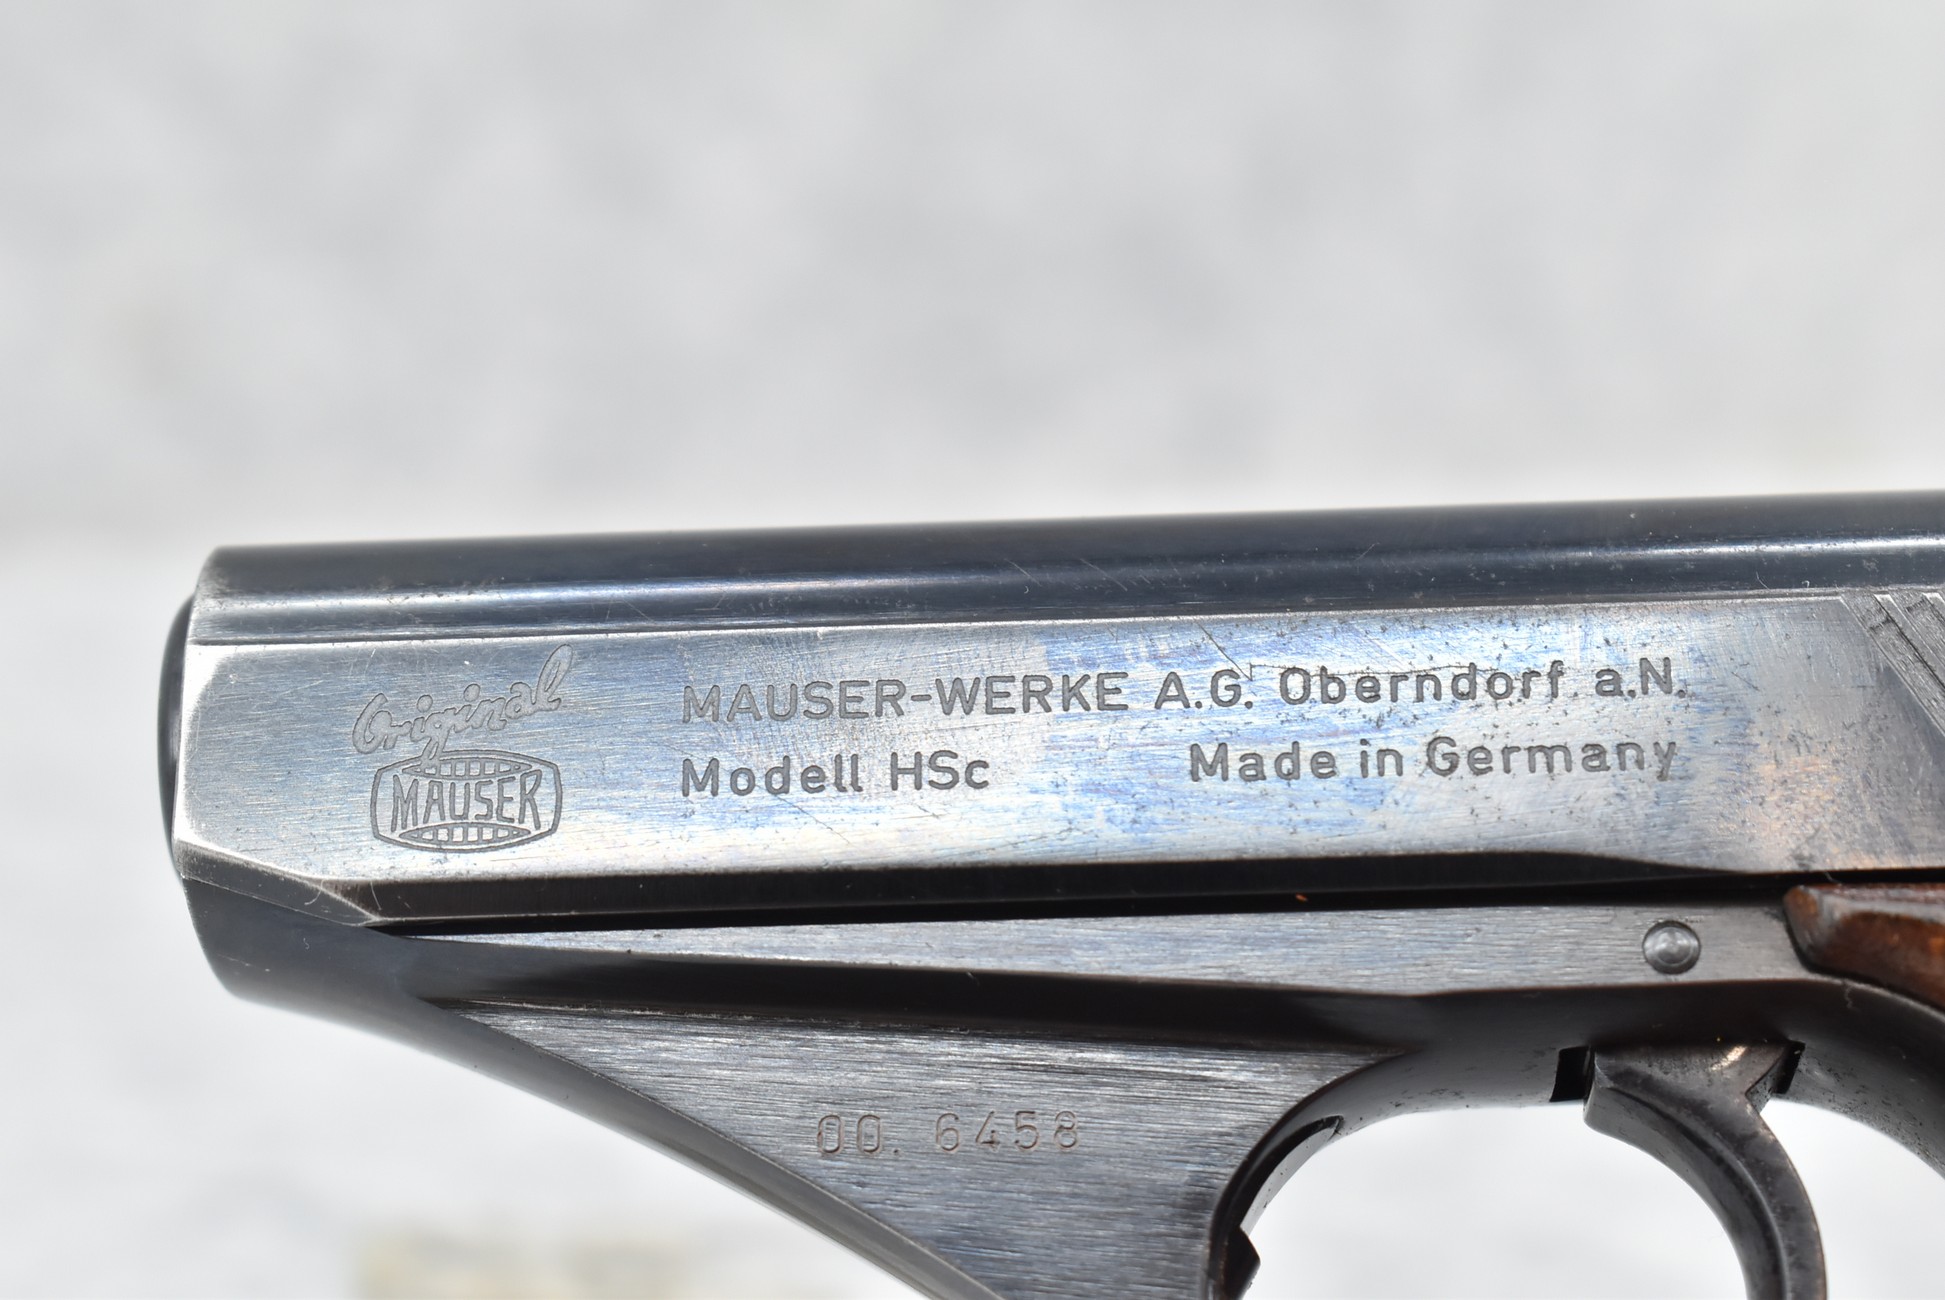 Original
MAUSER
MAUSER-WERKE A.G. Oberndorf a.N.
Modell HSc Made in Germany
00. 6458